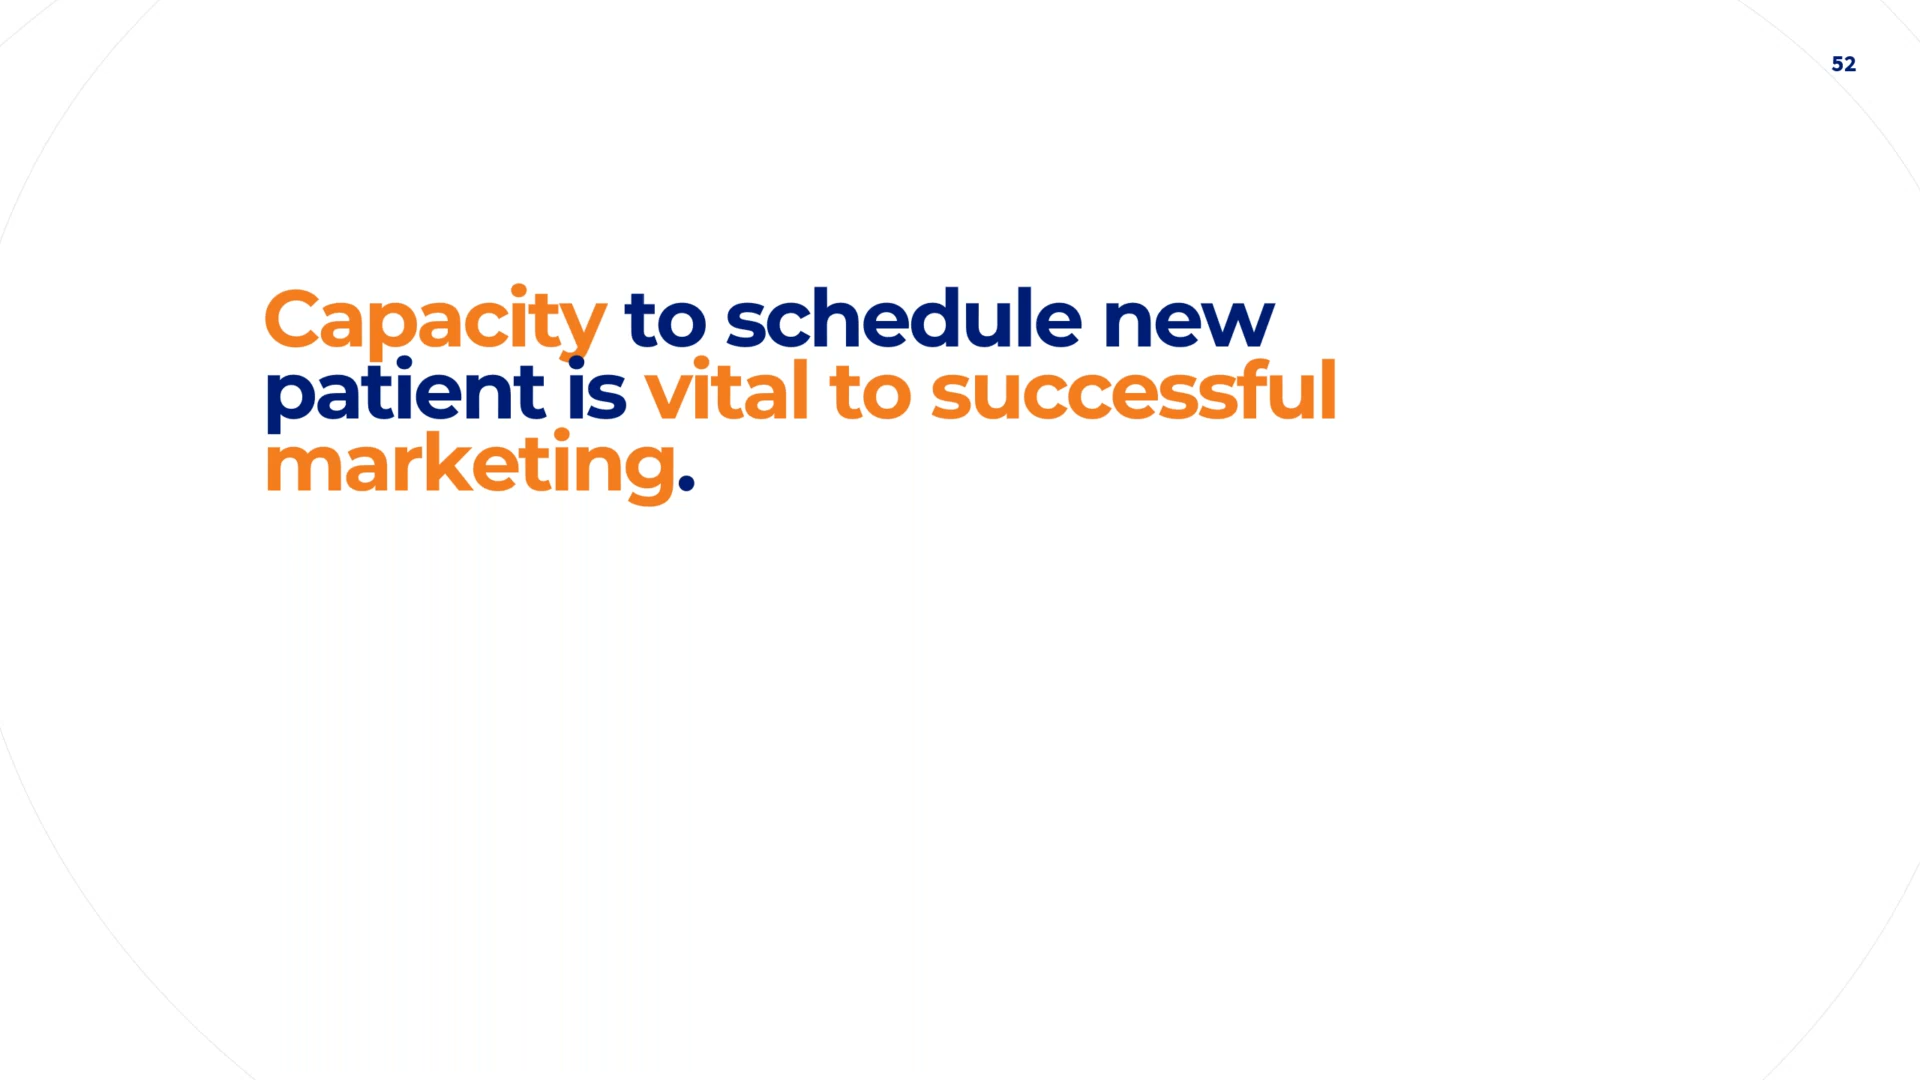 52
Capacity to schedule new
patient is vital to successful
marketing.